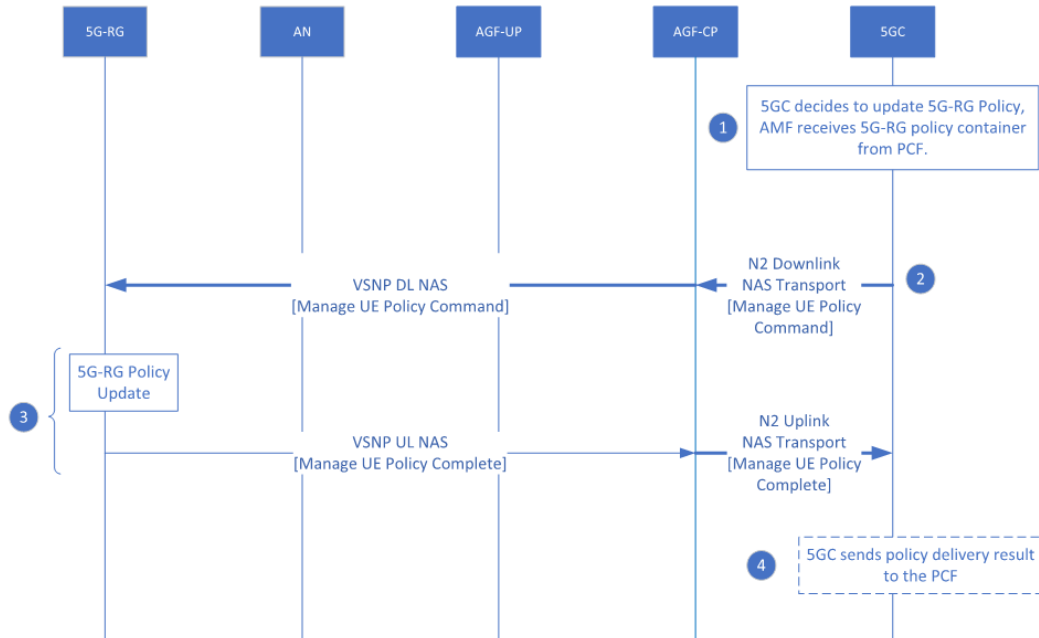 5G-RG
AN
AGF-UP
AGF-CP
5GC
1
5GC decides to update 5G-RG Policy,
AMF receives 5G-RG policy container
from PCF.
VSNP DL NAS
[Manage UE Policy Command]
N2 Downlink
NAS Transport
[Manage UE Policy
Command]
2
3
5G-RG Policy
Update
VSNP UL NAS
[Manage UE Policy Complete]
N2 Uplink
NAS Transport
[Manage UE Policy
Complete]
4
5GC sends policy delivery result
to the PCF